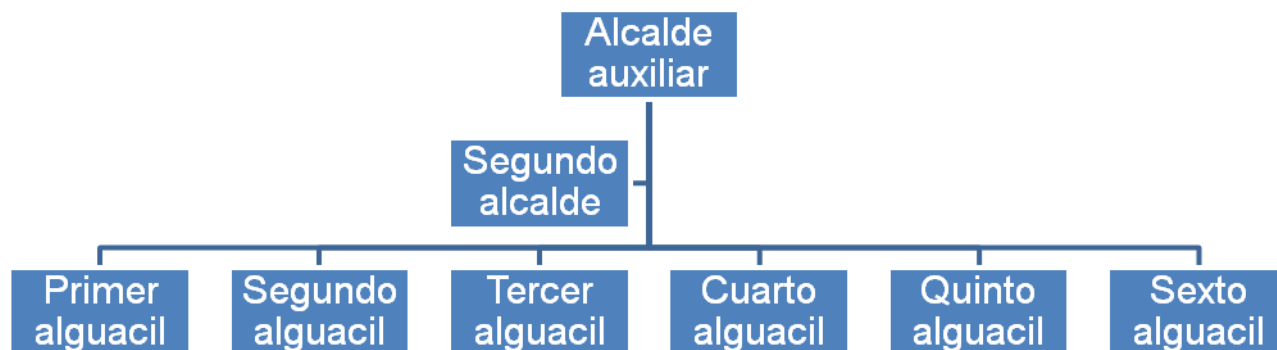 Alcalde
auxiliar
Segundo
alcalde
Primer
alguacil
Segundo
alguacil
Tercer
alguacil
Cuarto
alguacil
Quinto
alguacil
Sexto
alguacil